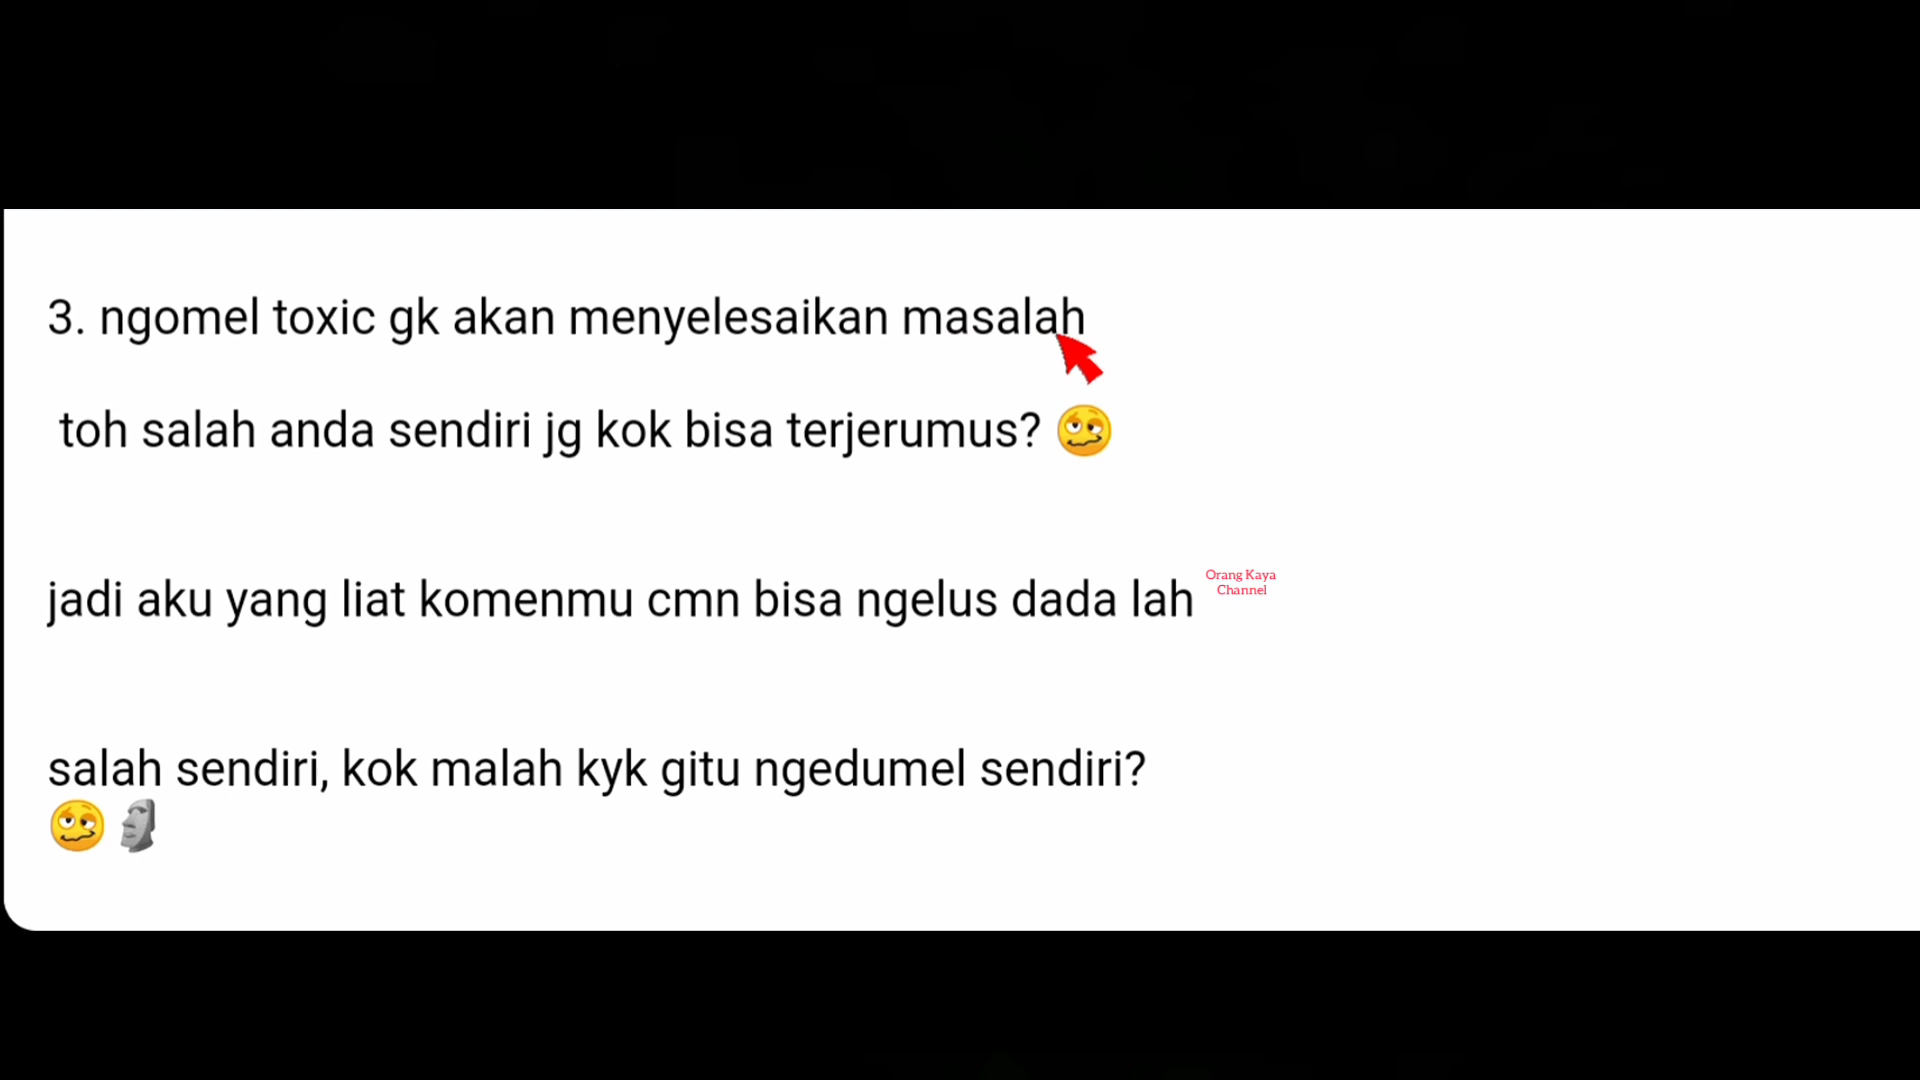 3. ngomel toxic gk akan menyelesaikan masalah
toh salah anda sendiri jg kok bisa terjerumus? 🥴
jadi aku yang liat komenmu cmn bisa ngelus dada lah
Orang Kaya
Channel
salah sendiri, kok malah kyk gitu ngedumel sendiri?
🥴🗿